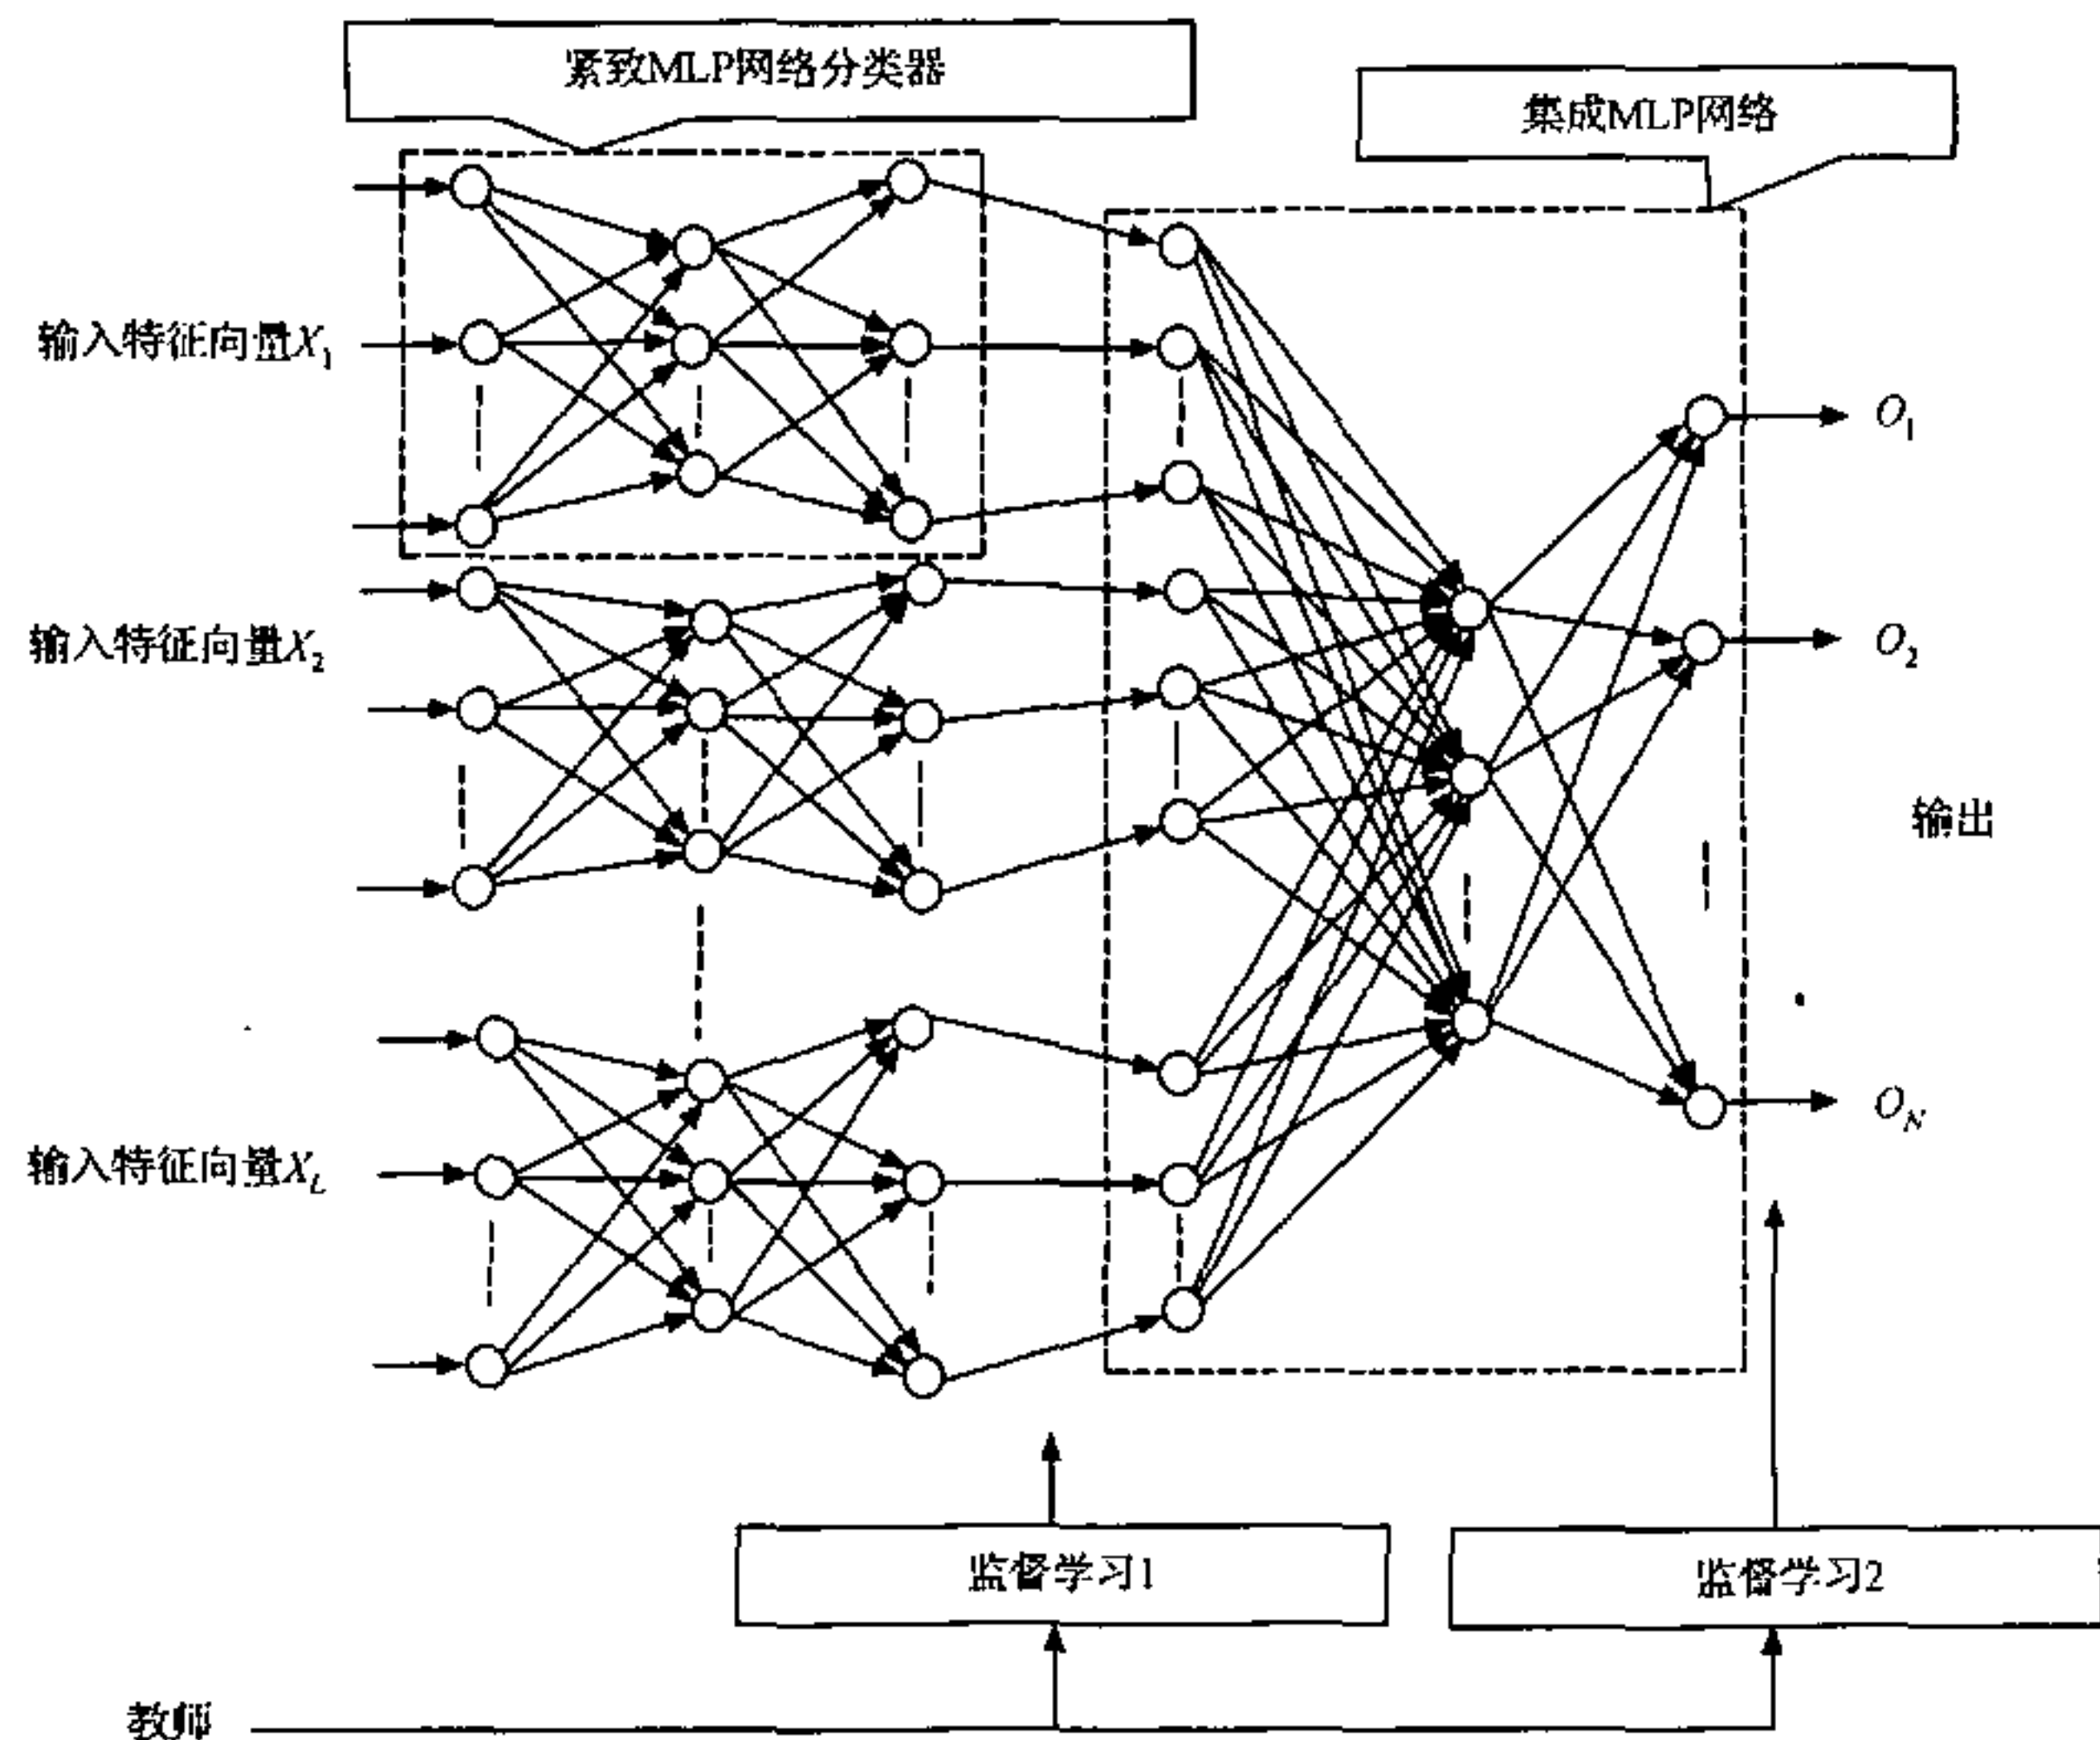 紧致MLP网络分类器
集成MLP网络
输入特征向量X₁
O₁
输入特征向量X₂
O₂
输出
输入特征向量X_L
O_N
监督学习1
监督学习2
教师